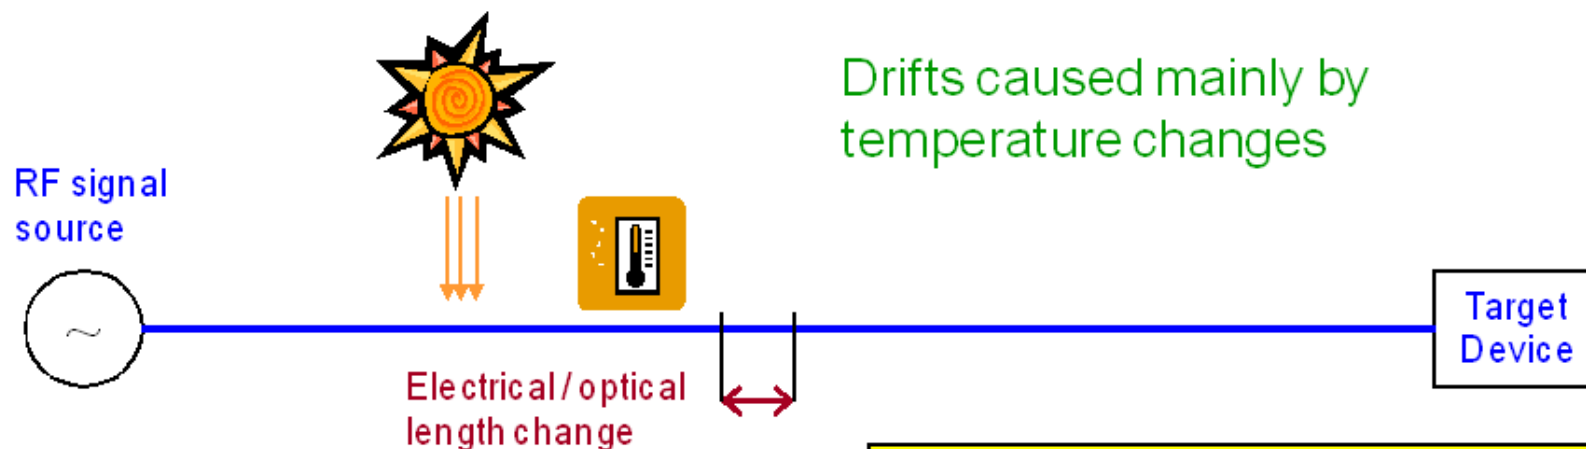 Drifts caused mainly by
temperature changes
RF signal
source
~
Target
Device
Electrical / optical
length change